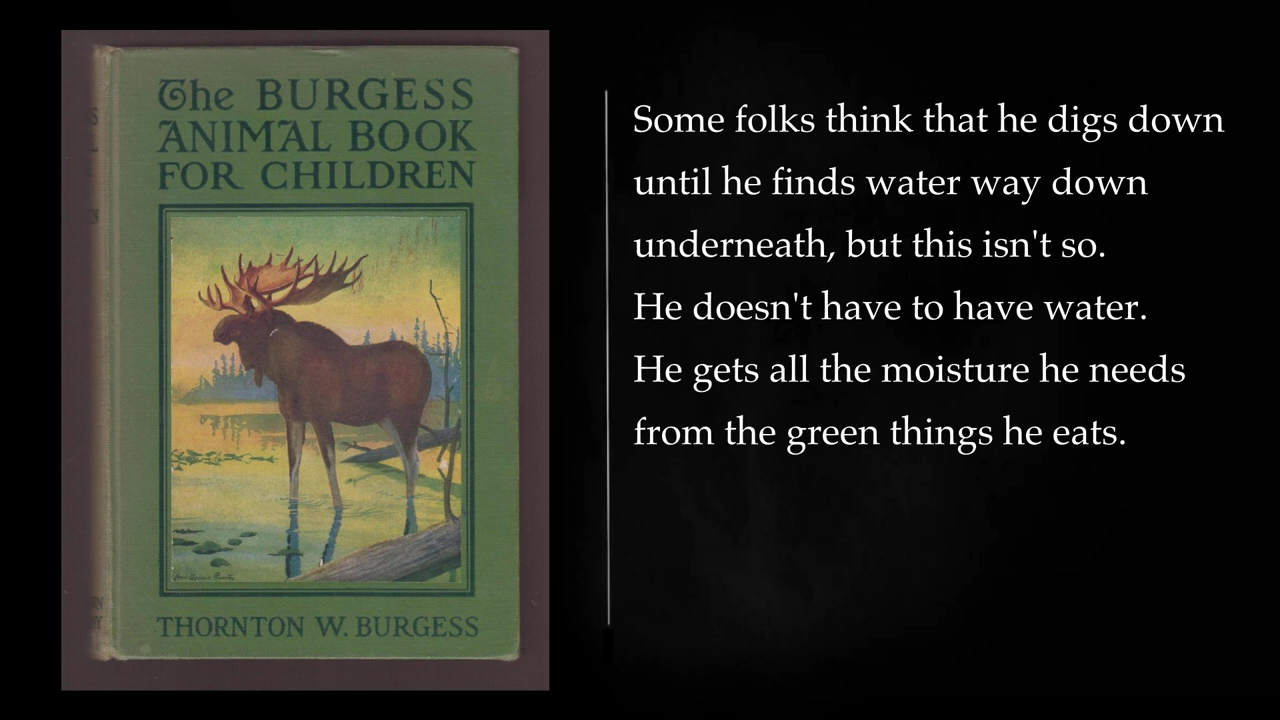 The BURGESS
ANIMAL BOOK
FOR CHILDREN
THORNTON W. BURGESS
Some folks think that he digs down
until he finds water way down
underneath, but this isn't so.
He doesn't have to have water.
He gets all the moisture he needs
from the green things he eats.